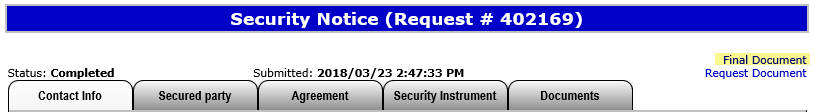 Security Notice (Request # 402169)
Final Document
Status: Completed Submitted: 2018/03/23 2:47:33 PM Request Document
Contact Info Secured party Agreement Security Instrument Documents